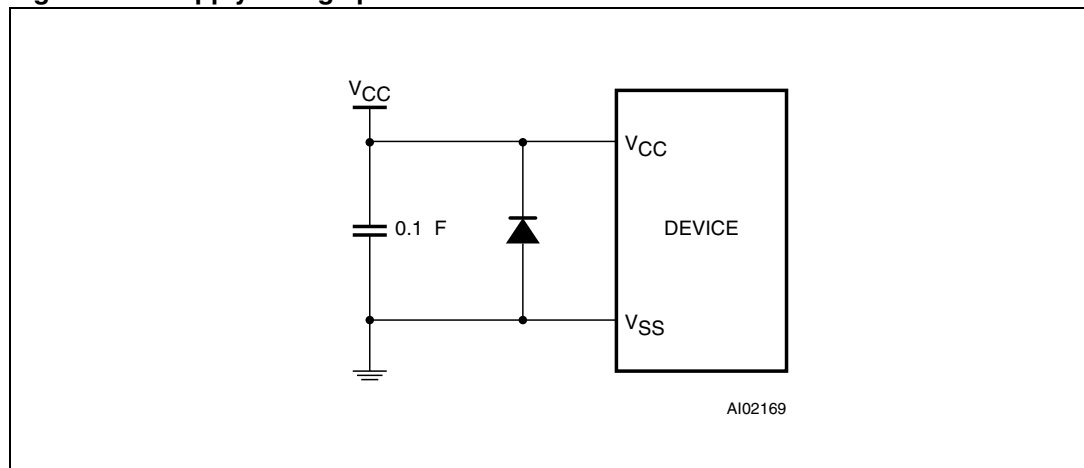 VCC
VCC
0.1 F
DEVICE
VSS
AI02169